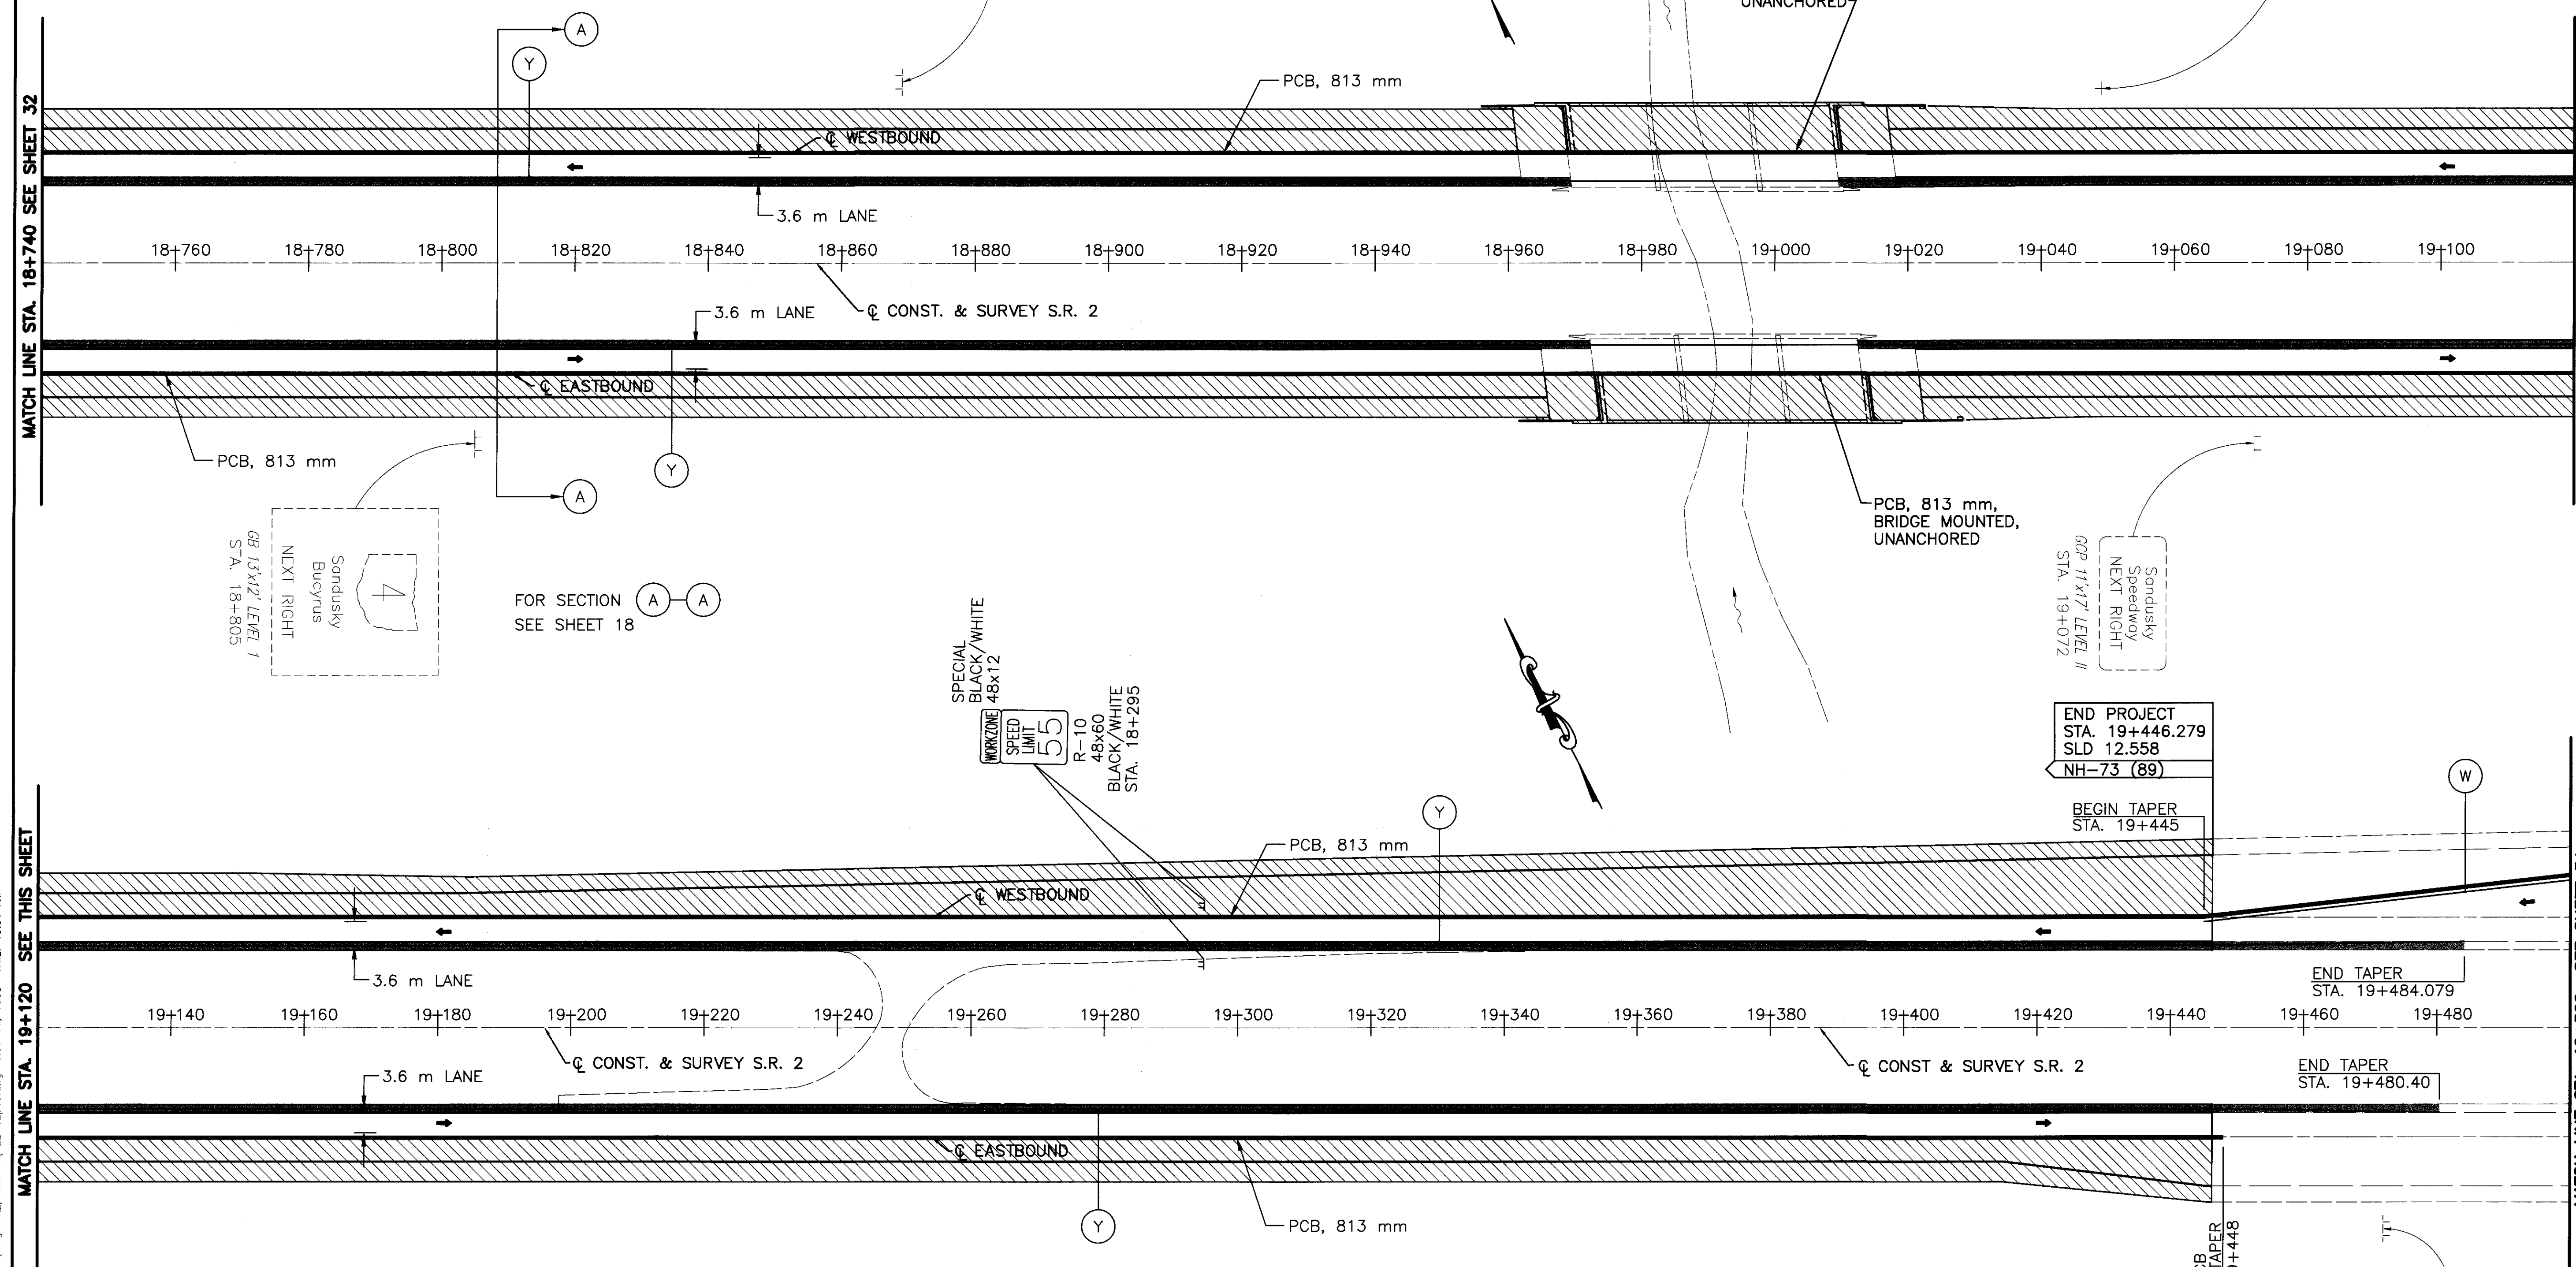 UNANCHORED
A
Y
PCB, 813 mm
℄ WESTBOUND
3.6 m LANE
MATCH LINE STA. 18+740 SEE SHEET 32
18+760 18+780 18+800 18+820 18+840 18+860 18+880 18+900 18+920 18+940 18+960 18+980 19+000 19+020 19+040 19+060 19+080 19+100
3.6 m LANE
℄ CONST. & SURVEY S.R. 2
℄ EASTBOUND
PCB, 813 mm
Y
A
PCB, 813 mm,
BRIDGE MOUNTED,
UNANCHORED
4
Sandusky
Bucyrus
NEXT RIGHT
GB 13'x12' LEVEL 1
STA. 18+805
FOR SECTION A A
SEE SHEET 18
Sandusky
Speedway
NEXT RIGHT
GCP 11'x17' LEVEL II
STA. 19+072
SPECIAL
BLACK/WHITE
48x12
WORKZONE
SPEED
LIMIT
55
R-10
48x60
BLACK/WHITE
STA. 18+295
END PROJECT
STA. 19+446.279
SLD 12.558
NH-73 (89)
W
BEGIN TAPER
STA. 19+445
Y
PCB, 813 mm
℄ WESTBOUND
3.6 m LANE
END TAPER
STA. 19+484.079
MATCH LINE STA. 19+120 SEE THIS SHEET
19+140 19+160 19+180 19+200 19+220 19+240 19+260 19+280 19+300 19+320 19+340 19+360 19+380 19+400 19+420 19+440 19+460 19+480
℄ CONST. & SURVEY S.R. 2
℄ CONST & SURVEY S.R. 2
3.6 m LANE
END TAPER
STA. 19+480.40
℄ EASTBOUND
Y
PCB, 813 mm
TAPER